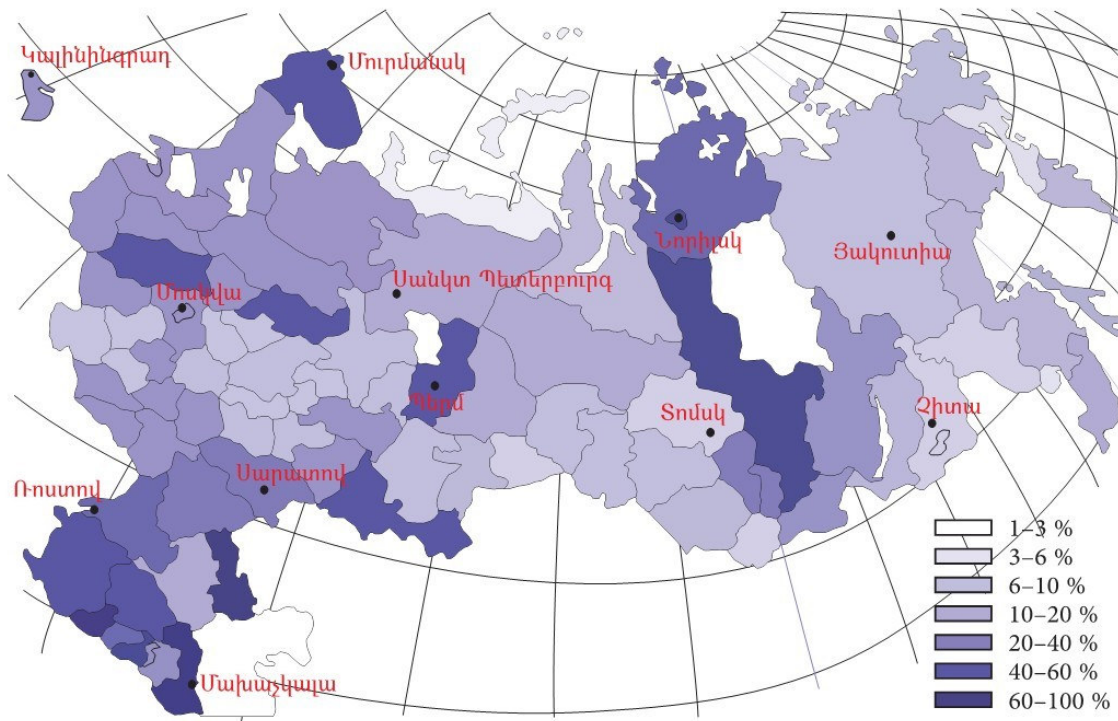 Կալինինգրադ
Մուրմանսկ
Նորիլսկ
Յակուտիա
Սանկտ Պետերբուրգ
Մոսկվա
Պերմ
Տոմսկ
Չիտա
Սարատով
Ռոստով
Մախաչկալա
1–3 %
3–6 %
6–10 %
10–20 %
20–40 %
40–60 %
60–100 %